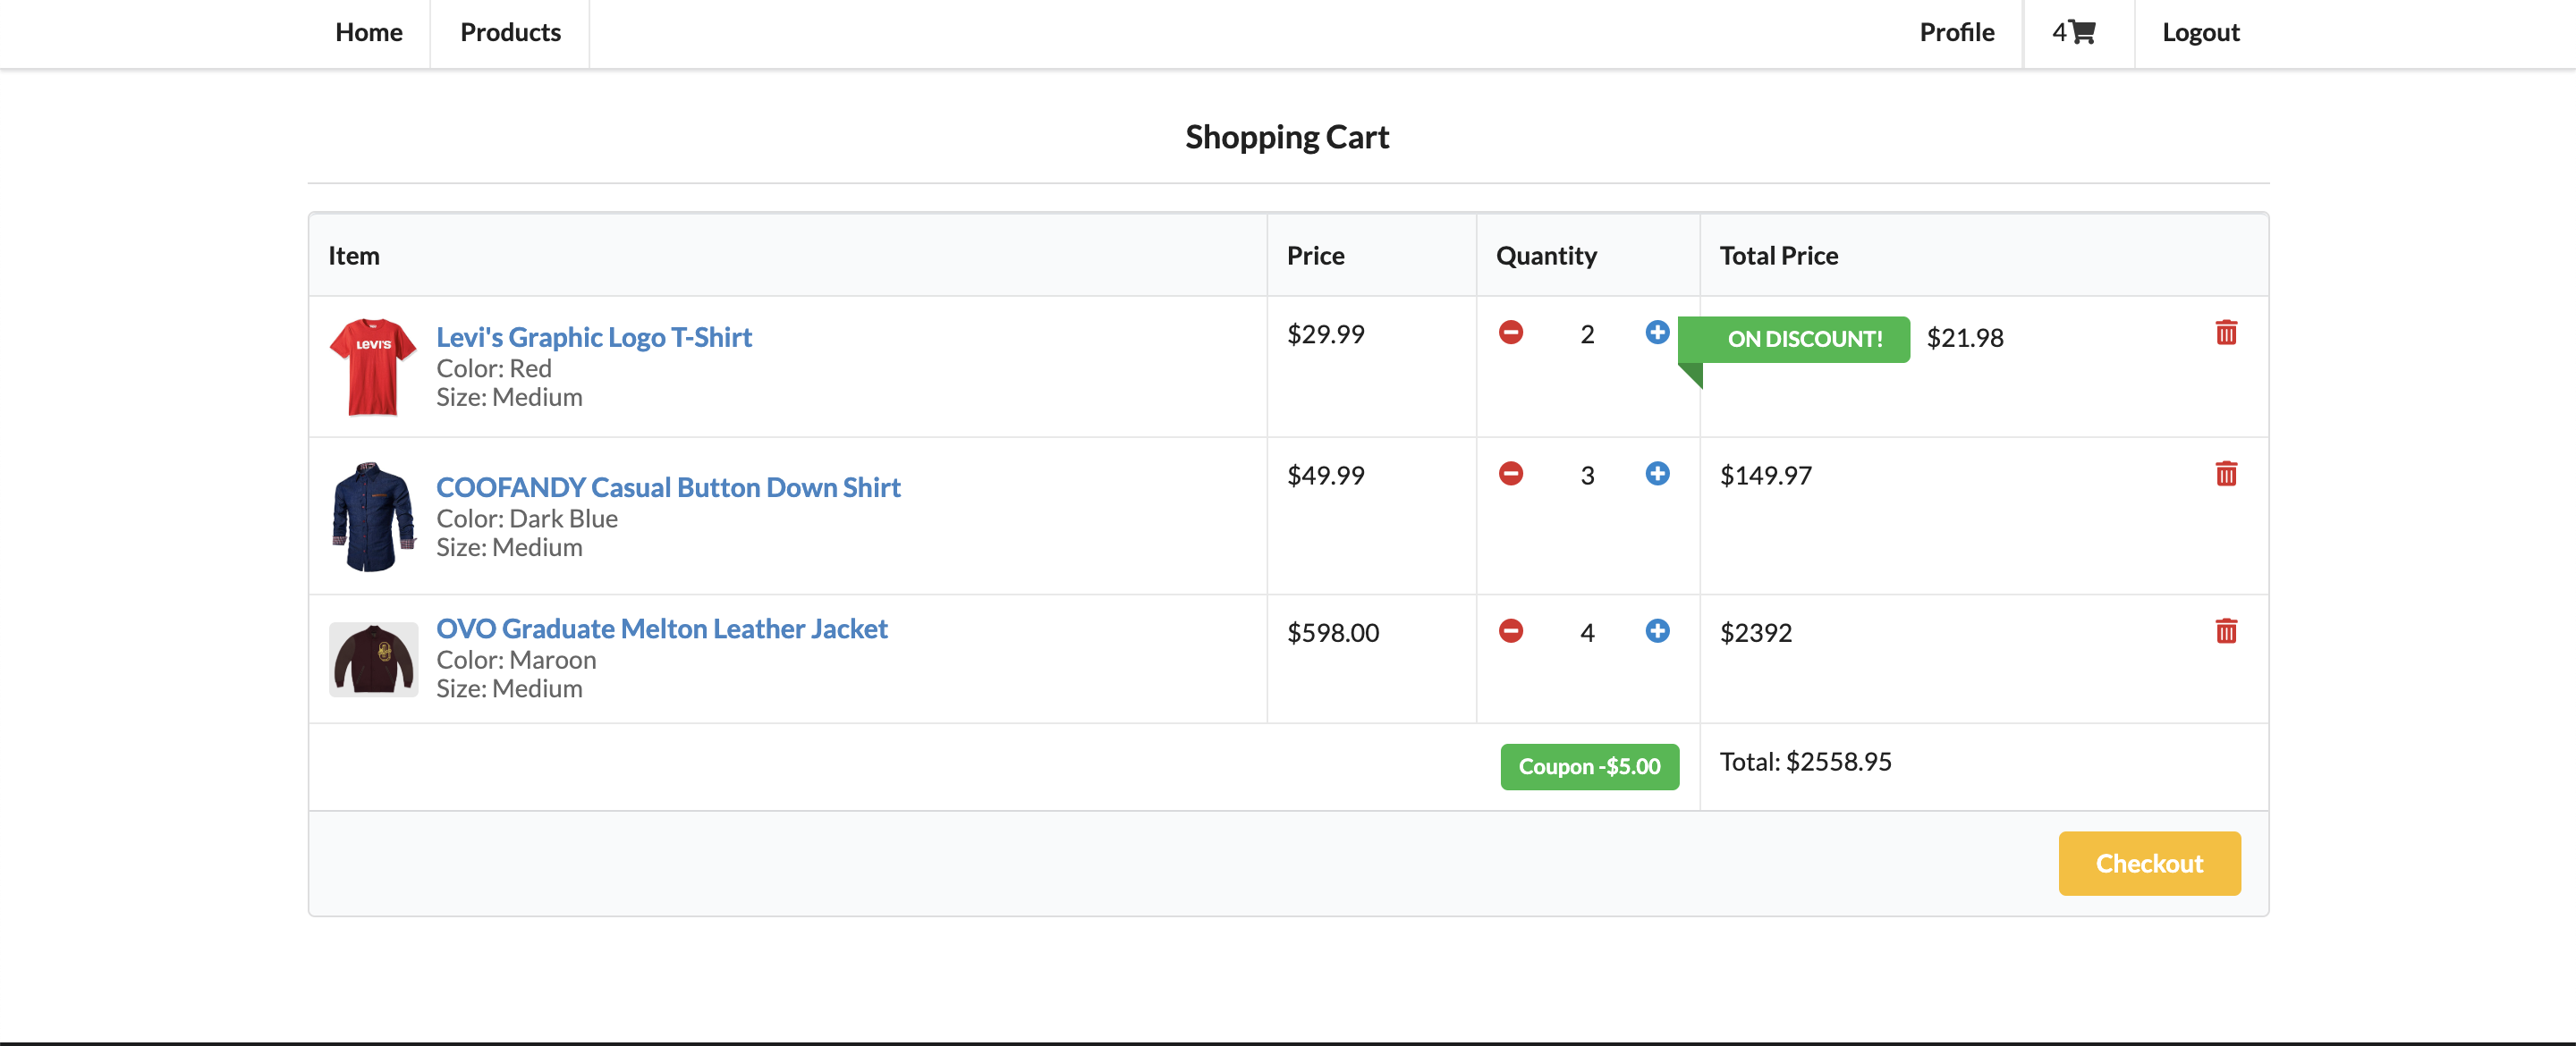 Home Products Profile 4 Logout
Shopping Cart
Item Price Quantity Total Price
LEVI'S
Levi's Graphic Logo T-Shirt $29.99 2 ON DISCOUNT! $21.98
Color: Red
Size: Medium
COOFANDY Casual Button Down Shirt $49.99 3 $149.97
Color: Dark Blue
Size: Medium
OVO Graduate Melton Leather Jacket $598.00 4 $2392
Color: Maroon
Size: Medium
Coupon -$5.00 Total: $2558.95
Checkout